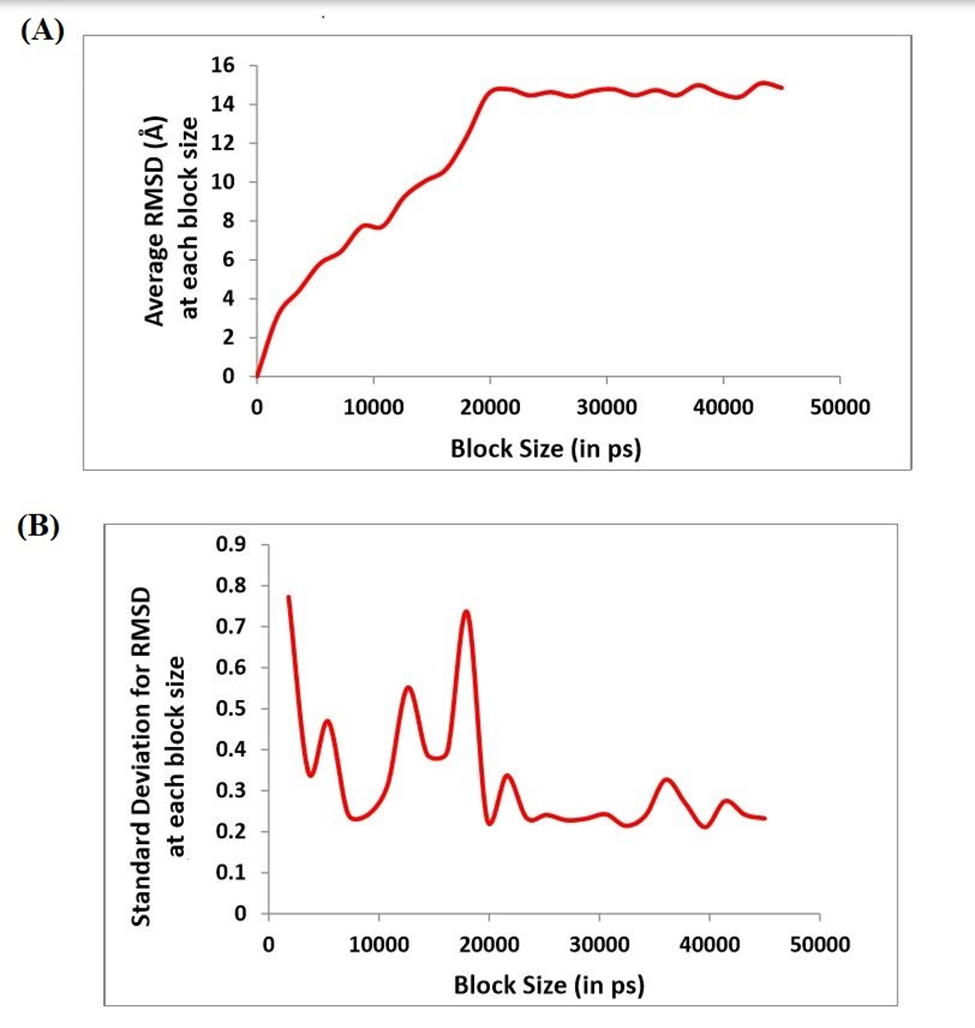 (A)
Average RMSD (Å)
at each block size
16
14
12
10
8
6
4
2
0
0 10000 20000 30000 40000 50000
Block Size (in ps)
(B)
Standard Deviation for RMSD
at each block size
0.9
0.8
0.7
0.6
0.5
0.4
0.3
0.2
0.1
0
0 10000 20000 30000 40000 50000
Block Size (in ps)